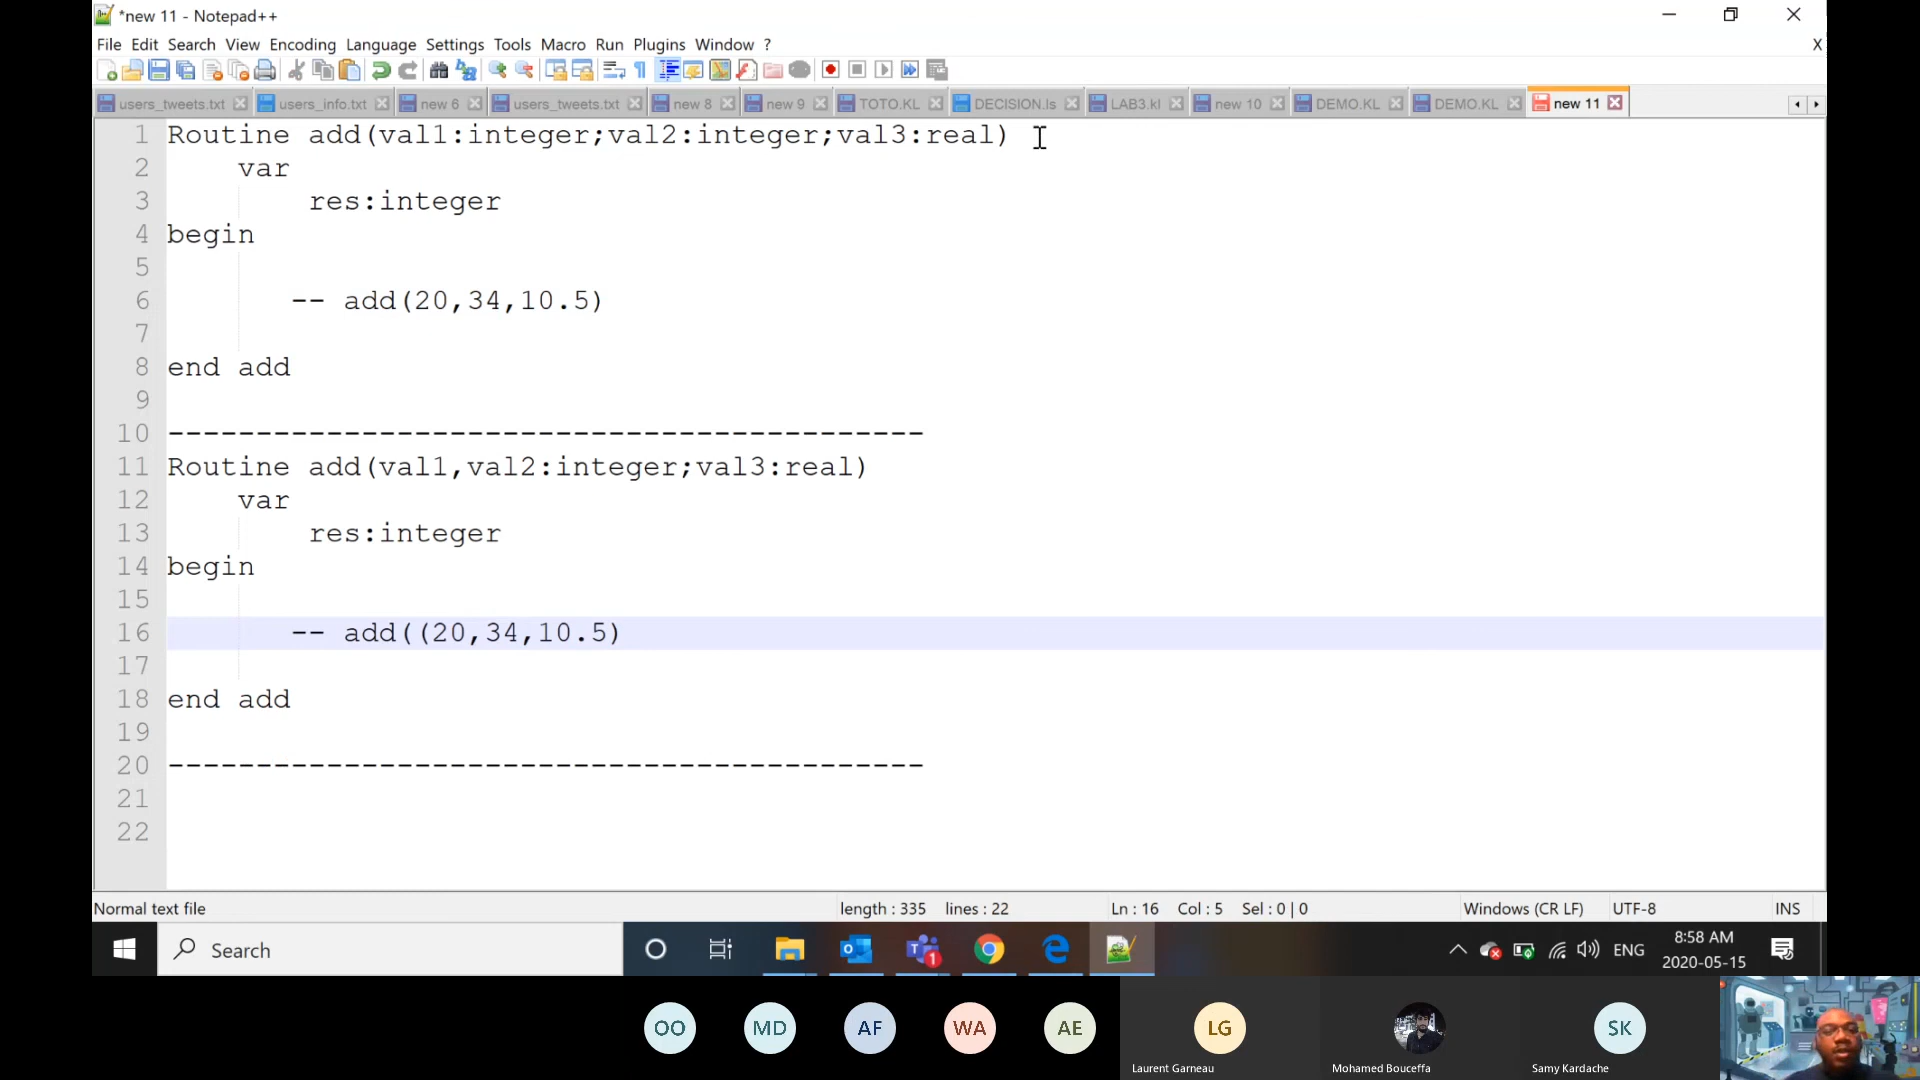 *new 11 - Notepad++
File Edit Search View Encoding Language Settings Tools Macro Run Plugins Window ? X
users_tweets.txt users_info.txt new 6 users_tweets.txt new 8 new 9 TOTO.KL DECISION.ls LAB3.kl new 10 DEMO.KL DEMO.KL new 11
1 Routine add(val1:integer;val2:integer;val3:real)
2 var
3 res:integer
4 begin
5
6 -- add(20,34,10.5)
7
8 end add
9
10 -------------------------------------------
11 Routine add(val1,val2:integer;val3:real)
12 var
13 res:integer
14 begin
15
16 -- add((20,34,10.5)
17
18 end add
19
20 -------------------------------------------
21
22
Normal text file length : 335 lines : 22 Ln : 16 Col : 5 Sel : 0 | 0 Windows (CR LF) UTF-8 INS
Search 1 ENG 8:58 AM
2020-05-15
OO MD AF WA AE LG SK
Laurent Garneau Mohamed Bouceffa Samy Kardache